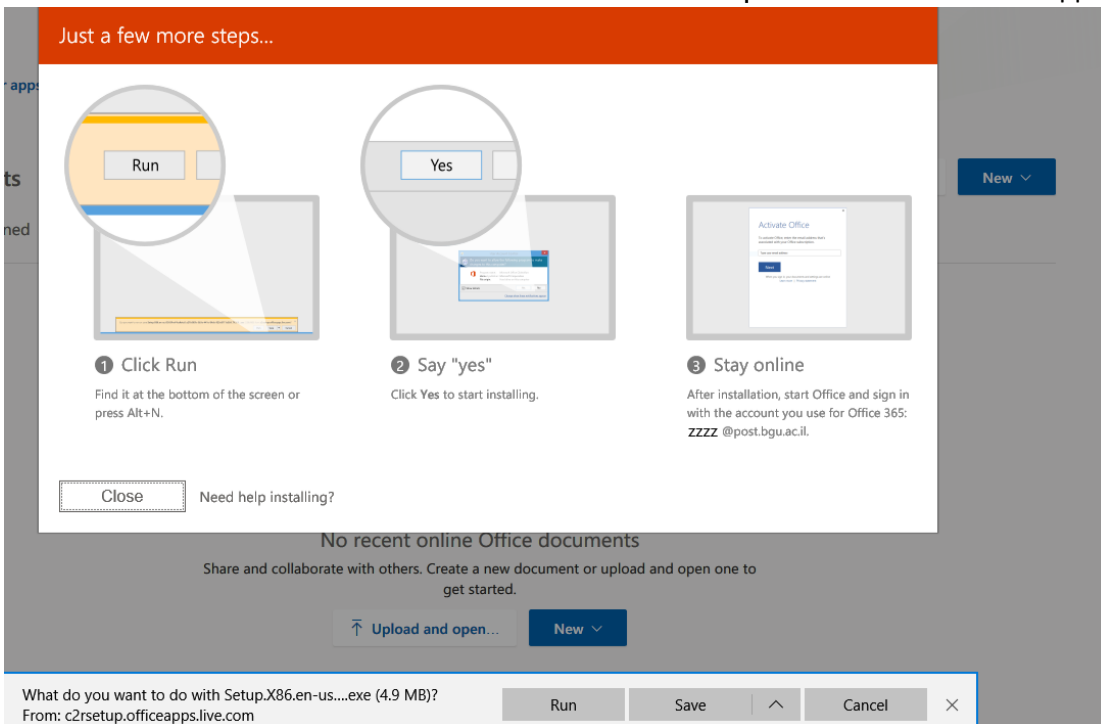 Just a few more steps...
r apps
Run
Yes
ts
New
ned
Activate Office
Next
1 Click Run
2 Say "yes"
3 Stay online
Find it at the bottom of the screen or
press Alt+N.
Click Yes to start installing.
After installation, start Office and sign in
with the account you use for Office 365:
ZZZZ @post.bgu.ac.il.
Close
Need help installing?
No recent online Office documents
Share and collaborate with others. Create a new document or upload and open one to
get started.
Upload and open...
New
What do you want to do with Setup.X86.en-us....exe (4.9 MB)?
From: c2rsetup.officeapps.live.com
Run
Save
Cancel